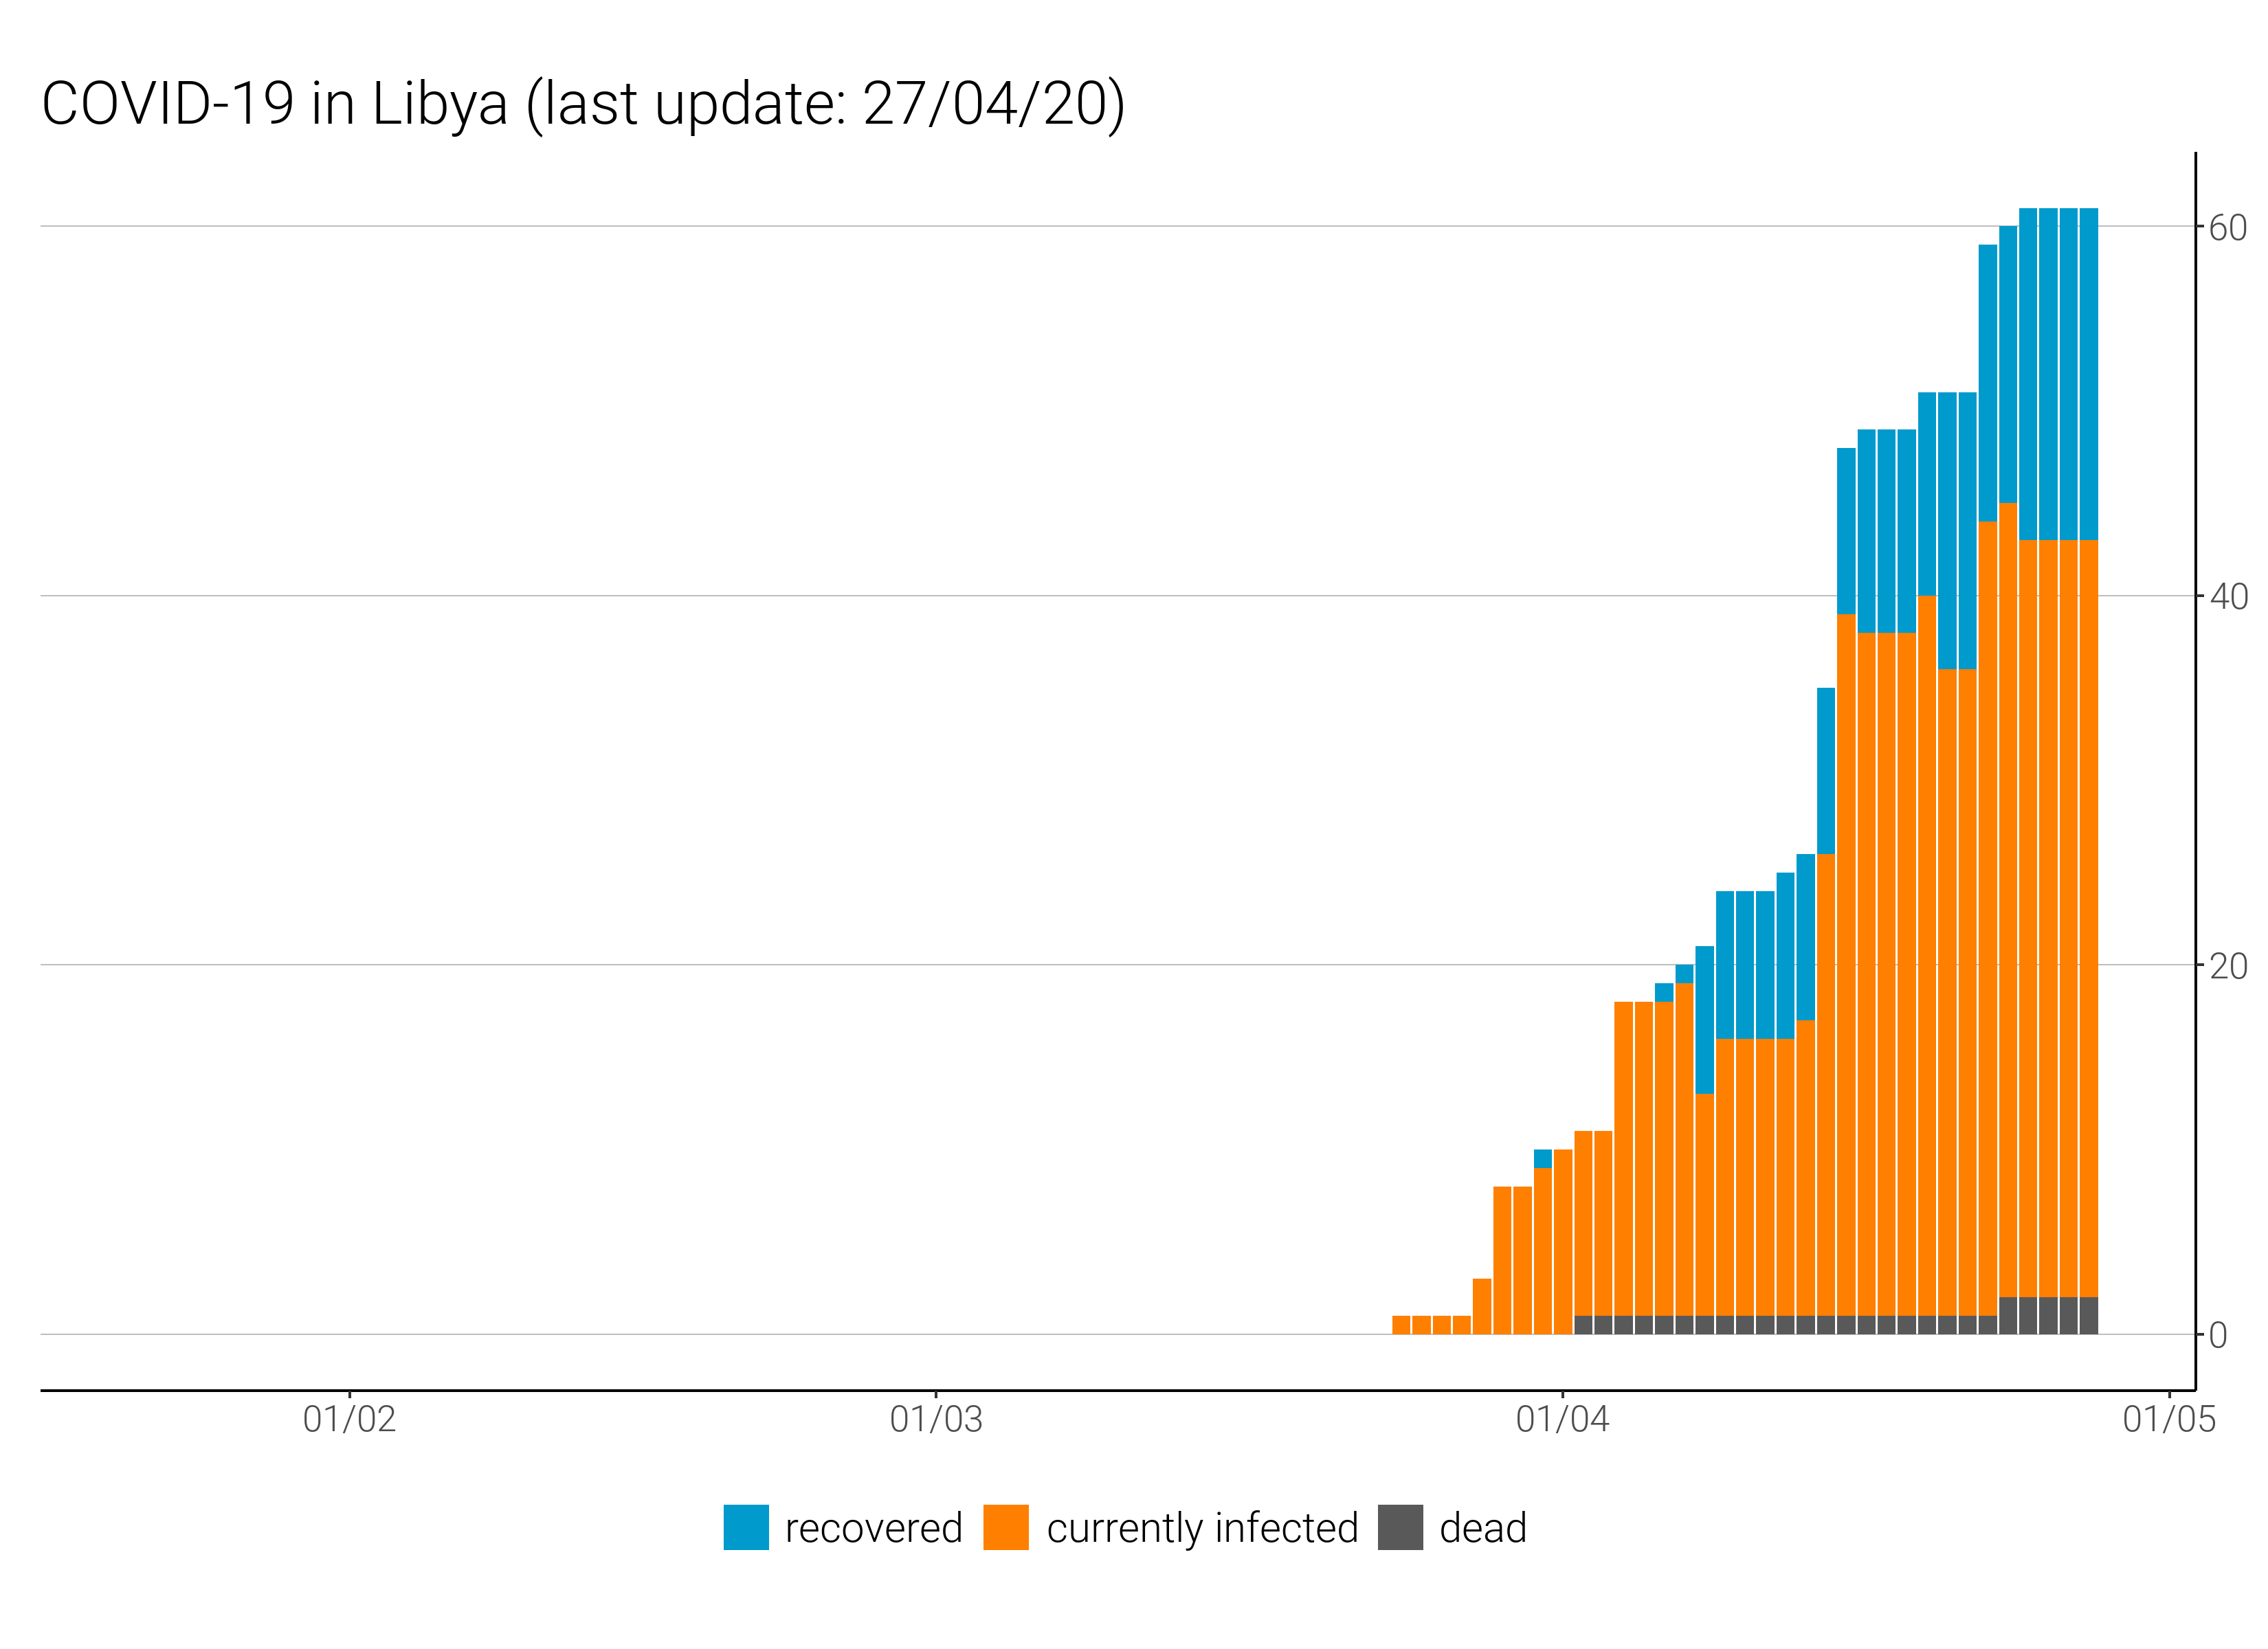 COVID-19 in Libya (last update: 27/04/20)
60
40
20
0
01/02 01/03 01/04 01/05
recovered currently infected dead